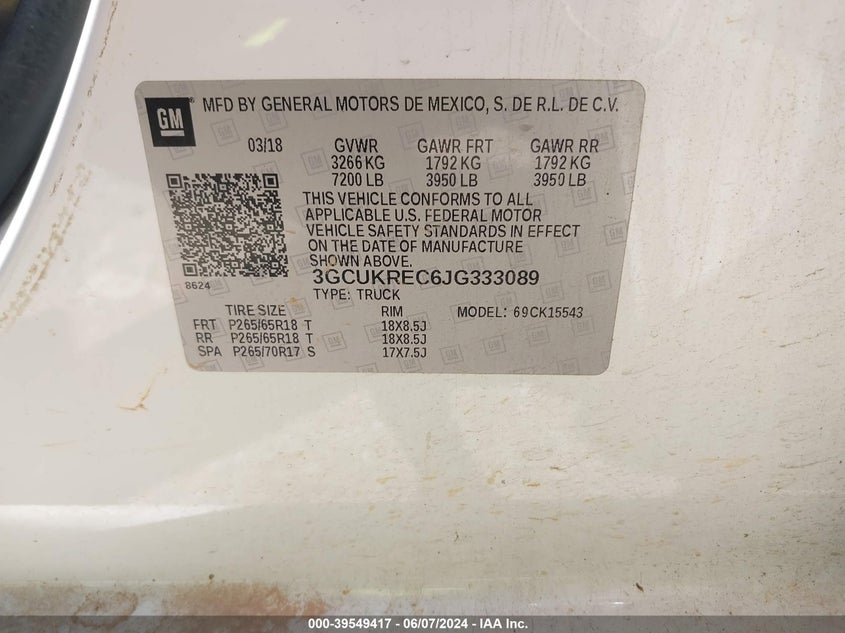 GM
MFD BY GENERAL MOTORS DE MEXICO, S. DE R.L. DE C.V.
03/18 GVWR GAWR FRT GAWR RR
3266 KG 1792 KG 1792 KG
7200 LB 3950 LB 3950 LB
THIS VEHICLE CONFORMS TO ALL
APPLICABLE U.S. FEDERAL MOTOR
VEHICLE SAFETY STANDARDS IN EFFECT
ON THE DATE OF MANUFACTURE
SHOWN ABOVE.
8624
3GCUKREC6JG333089
TYPE: TRUCK
TIRE SIZE RIM MODEL: 69CK15543
FRT P265/65R18 T 18X8.5J
RR P265/65R18 T 18X8.5J
SPA P265/70R17 S 17X7.5J
000-39549417 - 06/07/2024 - IAA Inc.